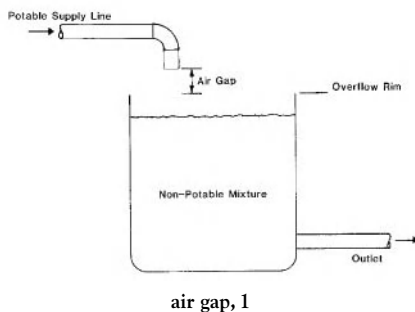 Potable Supply Line
Air Gap
Overflow Rim
Non-Potable Mixture
Outlet
air gap, 1